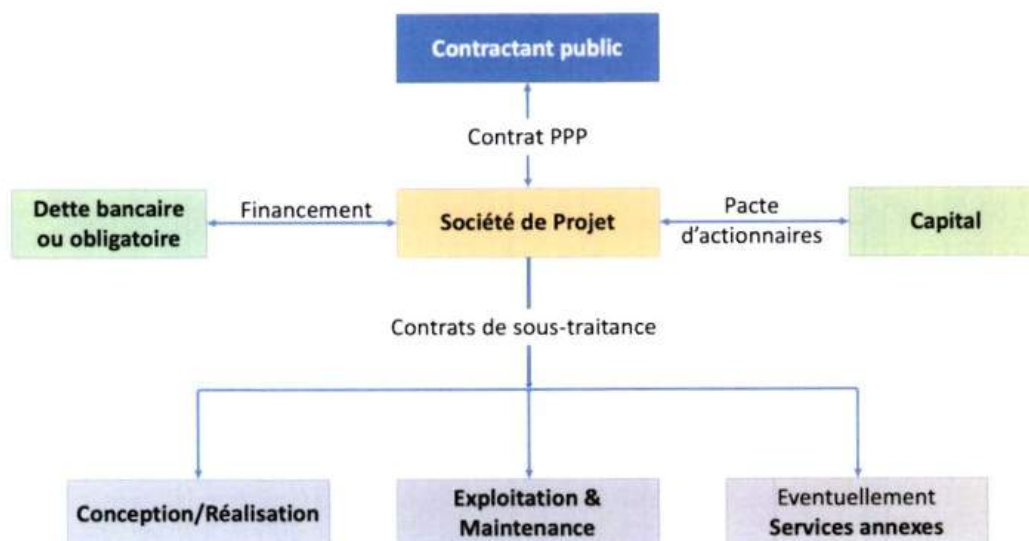 Contractant public
Contrat PPP
Dette bancaire
ou obligatoire
Financement
Société de Projet
Pacte
d'actionnaires
Capital
Contrats de sous-traitance
Conception/Réalisation
Exploitation &
Maintenance
Eventuellement
Services annexes